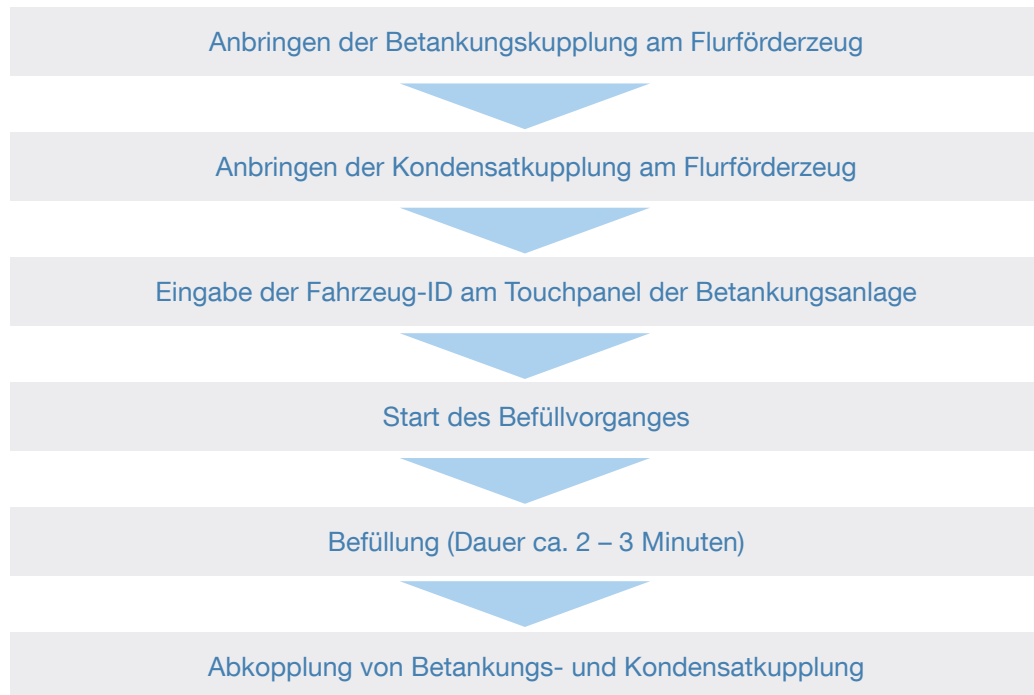 Anbringen der Betankungskupplung am Flurförderzeug
Anbringen der Kondensatkupplung am Flurförderzeug
Eingabe der Fahrzeug-ID am Touchpanel der Betankungsanlage
Start des Befüllvorganges
Befüllung (Dauer ca. 2 – 3 Minuten)
Abkopplung von Betankungs- und Kondensatkupplung